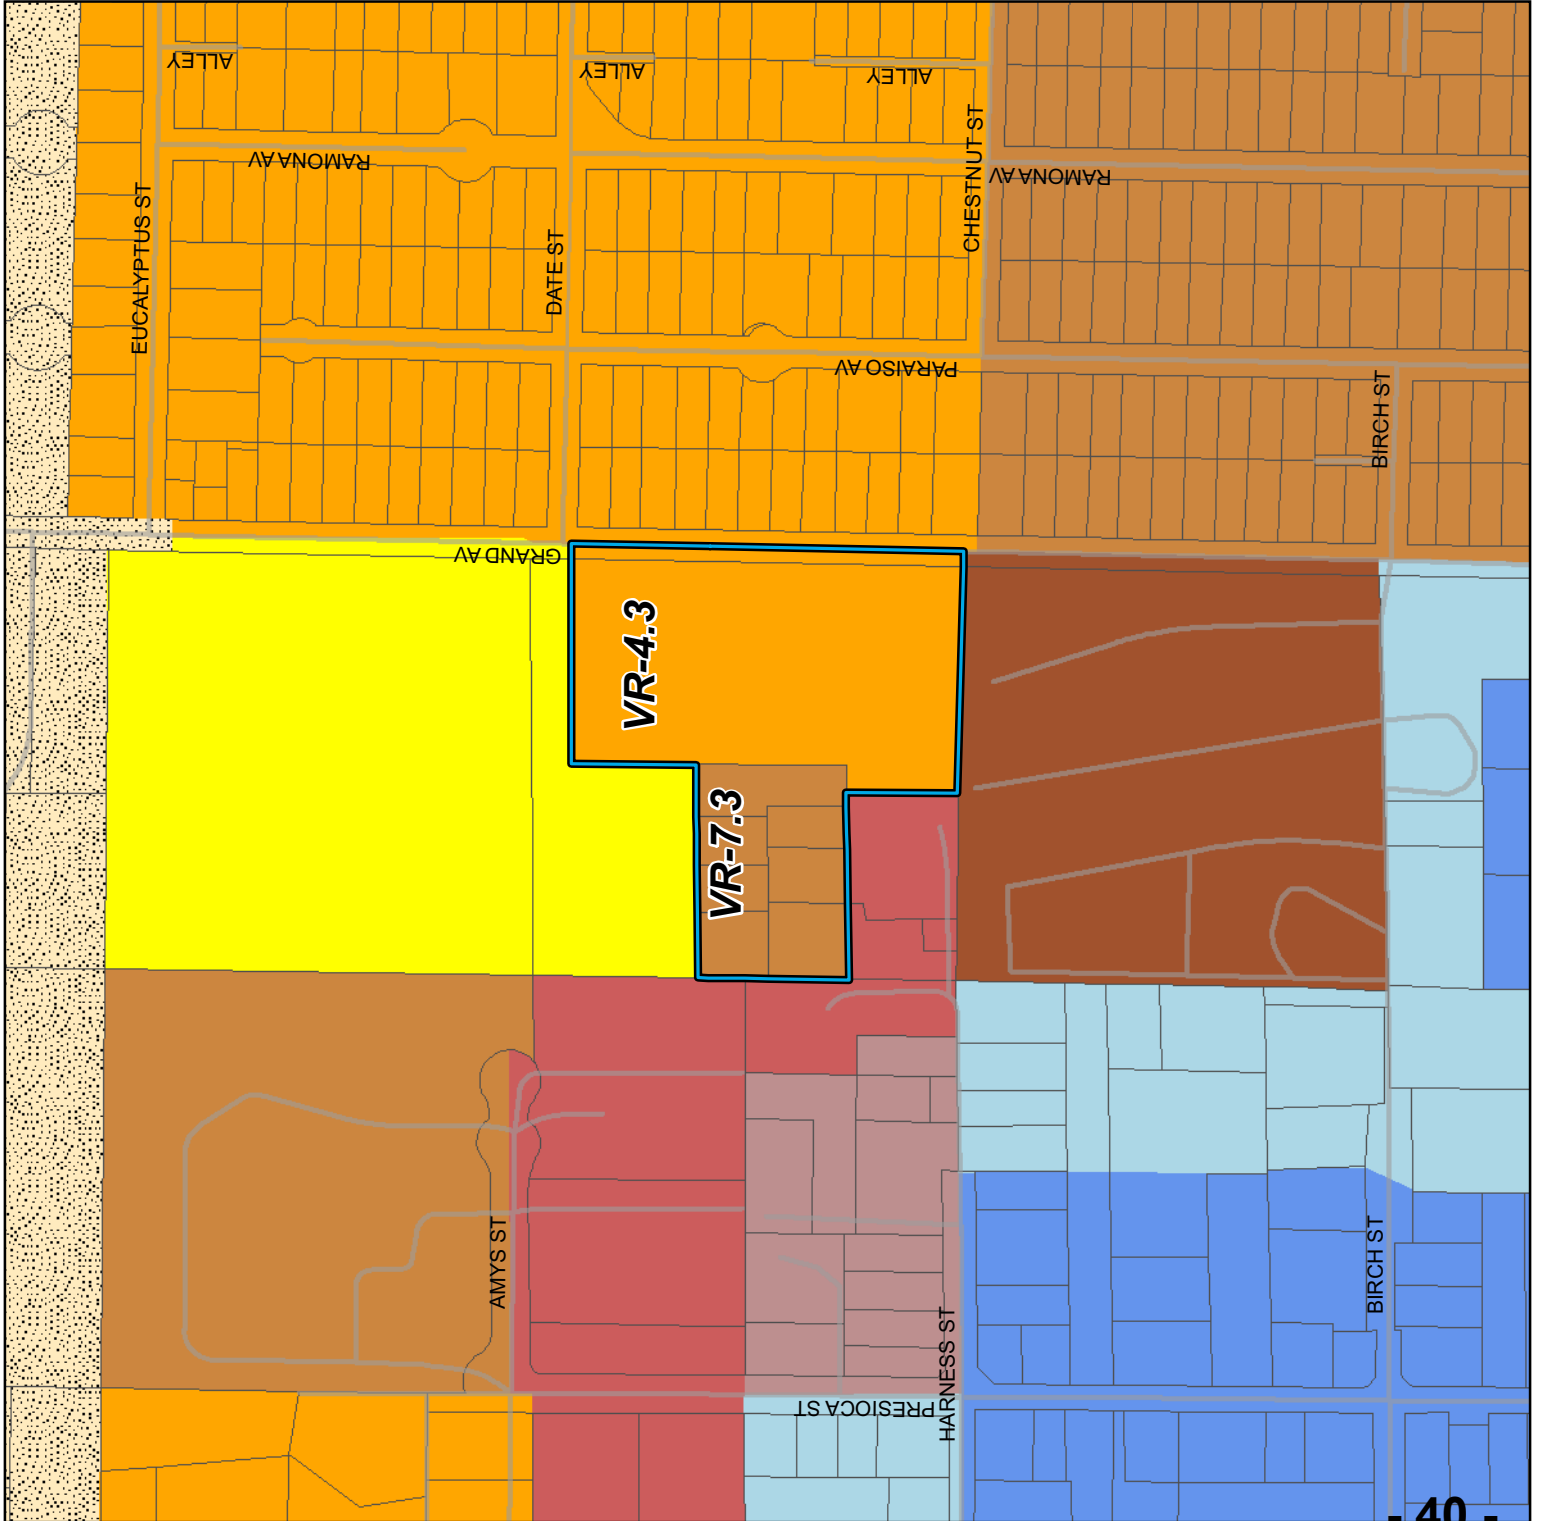 ALLEY
ALLEY
ALLEY
RAMONA AV
CHESTNUT ST
RAMONA AV
EUCALYPTUS ST
DATE ST
PARAISO AV
BIRCH ST
GRAND AV
VR-4.3
VR-7.3
AMYS ST
BIRCH ST
HARNESS ST
PRESIOCA ST
- 40 -